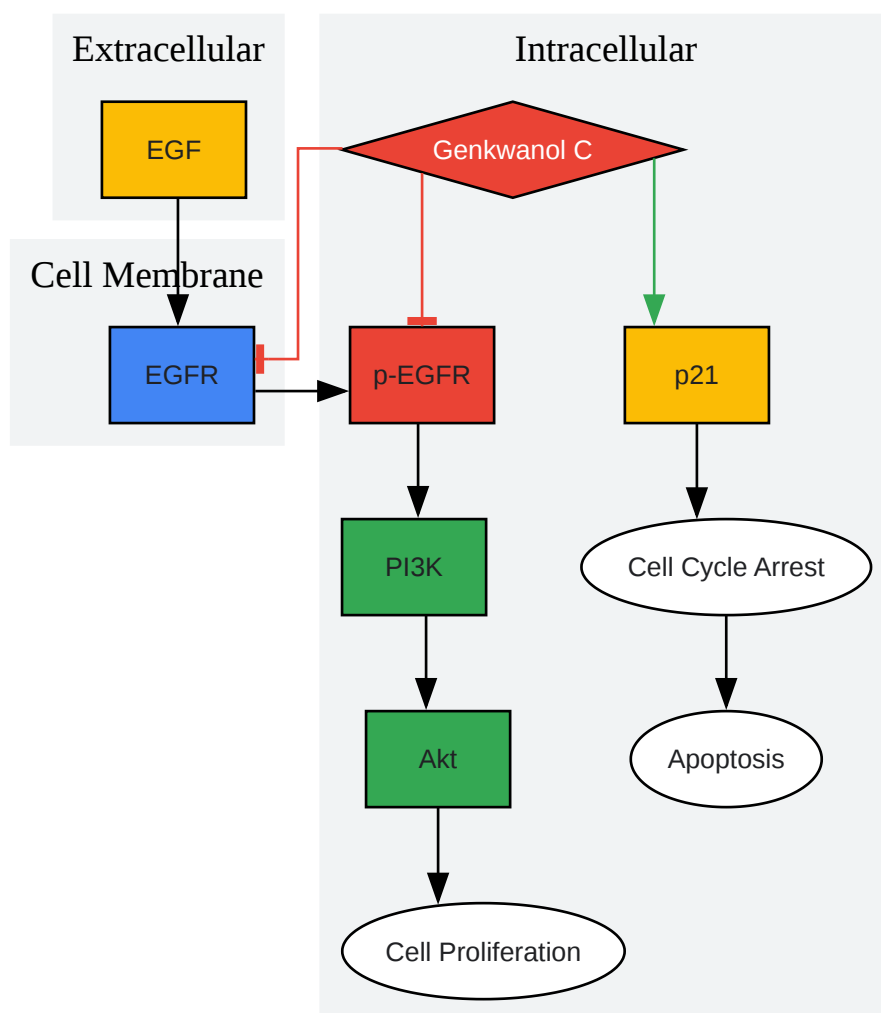 Extracellular
Intracellular
EGF
Genkwanol C
Cell Membrane
EGFR
p-EGFR
p21
PI3K
Cell Cycle Arrest
Akt
Apoptosis
Cell Proliferation